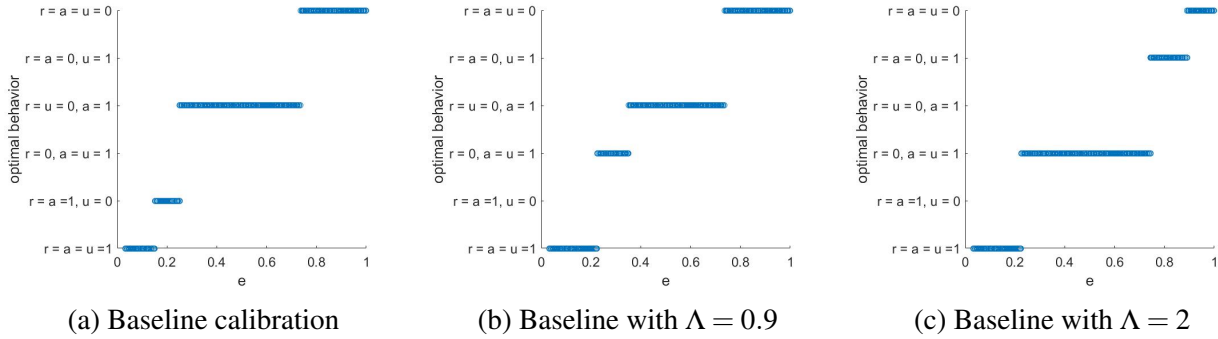 optimal behavior
r = a = u = 0
r = a = 0, u = 1
r = u = 0, a = 1
r = 0, a = u = 1
r = a =1, u = 0
r = a = u =1
0 0.2 0.4 0.6 0.8 1
e
(a) Baseline calibration
optimal behavior
r = a = u = 0
r = a = 0, u = 1
r = u = 0, a = 1
r = 0, a = u = 1
r = a =1, u = 0
r = a = u =1
0 0.2 0.4 0.6 0.8 1
e
(b) Baseline with Λ = 0.9
optimal behavior
r = a = u = 0
r = a = 0, u = 1
r = u = 0, a = 1
r = 0, a = u = 1
r = a =1, u = 0
r = a = u =1
0 0.2 0.4 0.6 0.8 1
e
(c) Baseline with Λ = 2